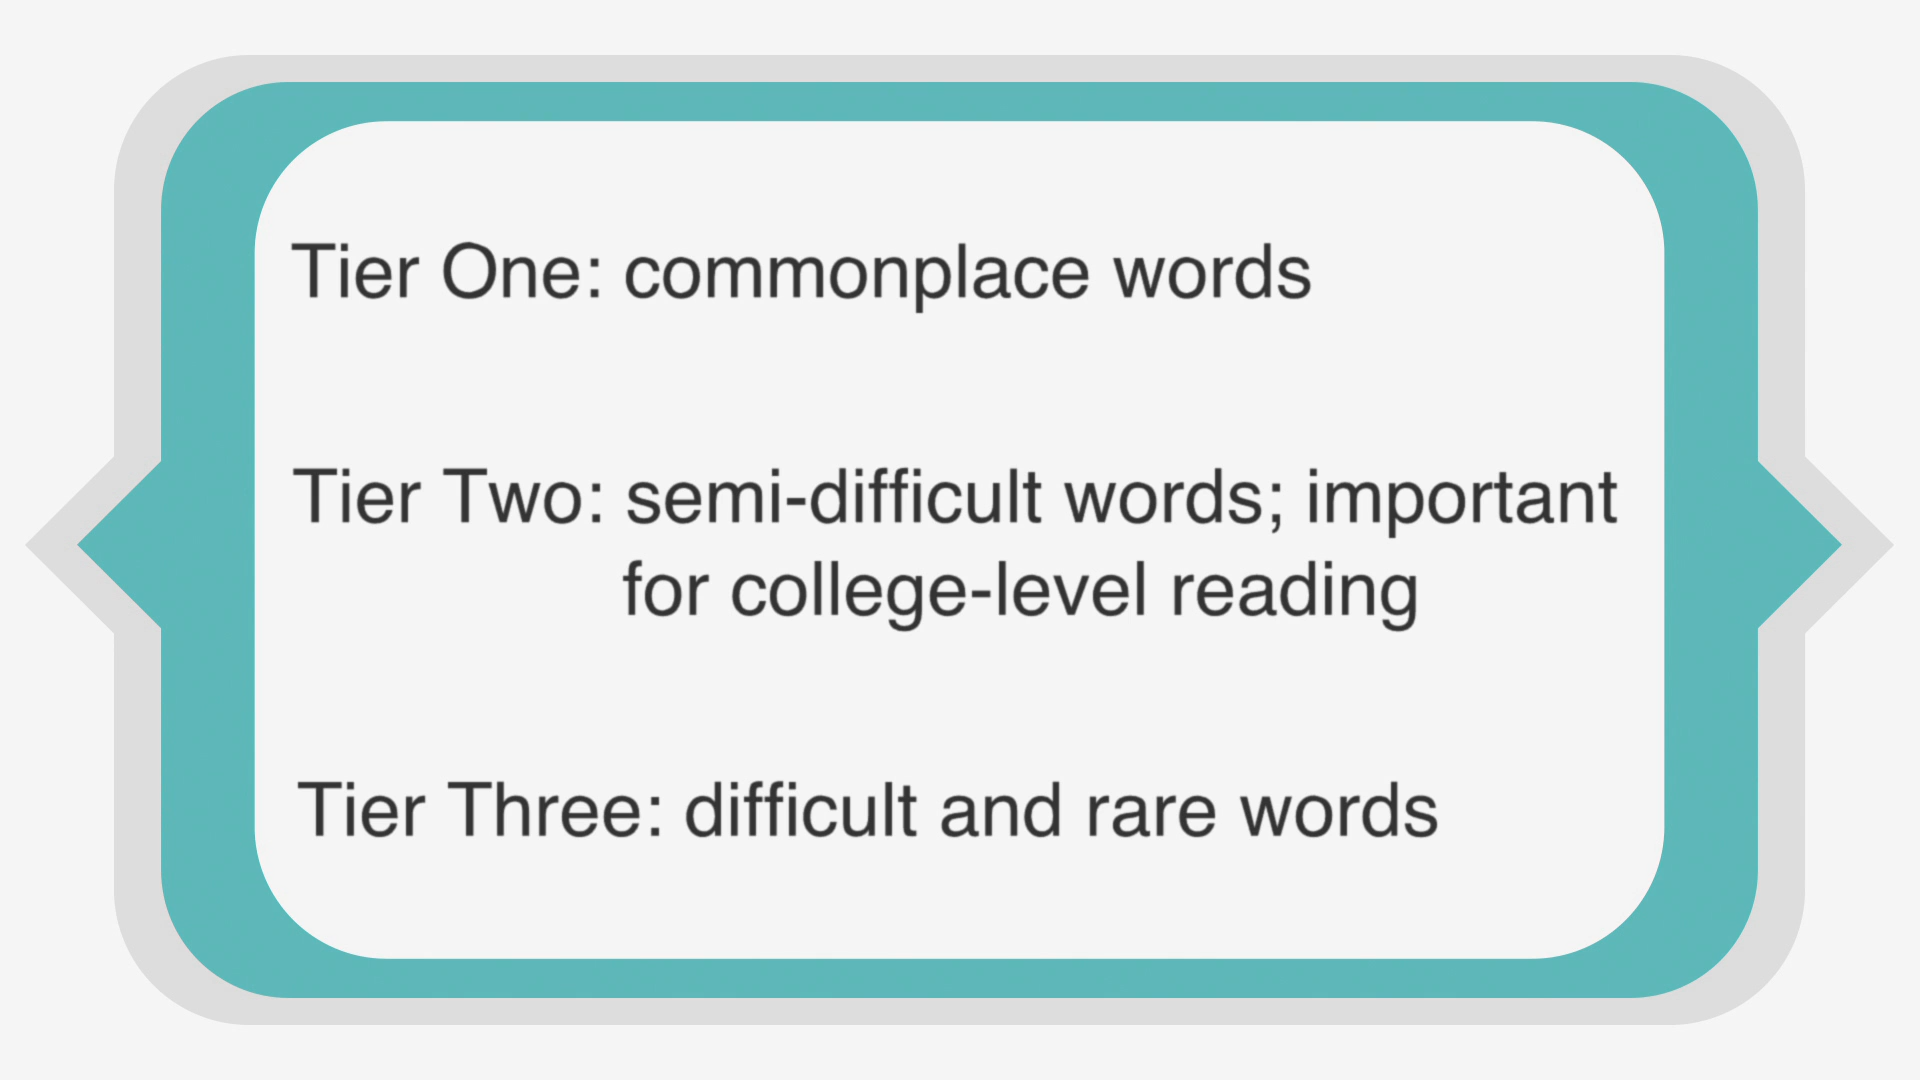 Tier One: commonplace words
Tier Two: semi-difficult words; important
for college-level reading
Tier Three: difficult and rare words